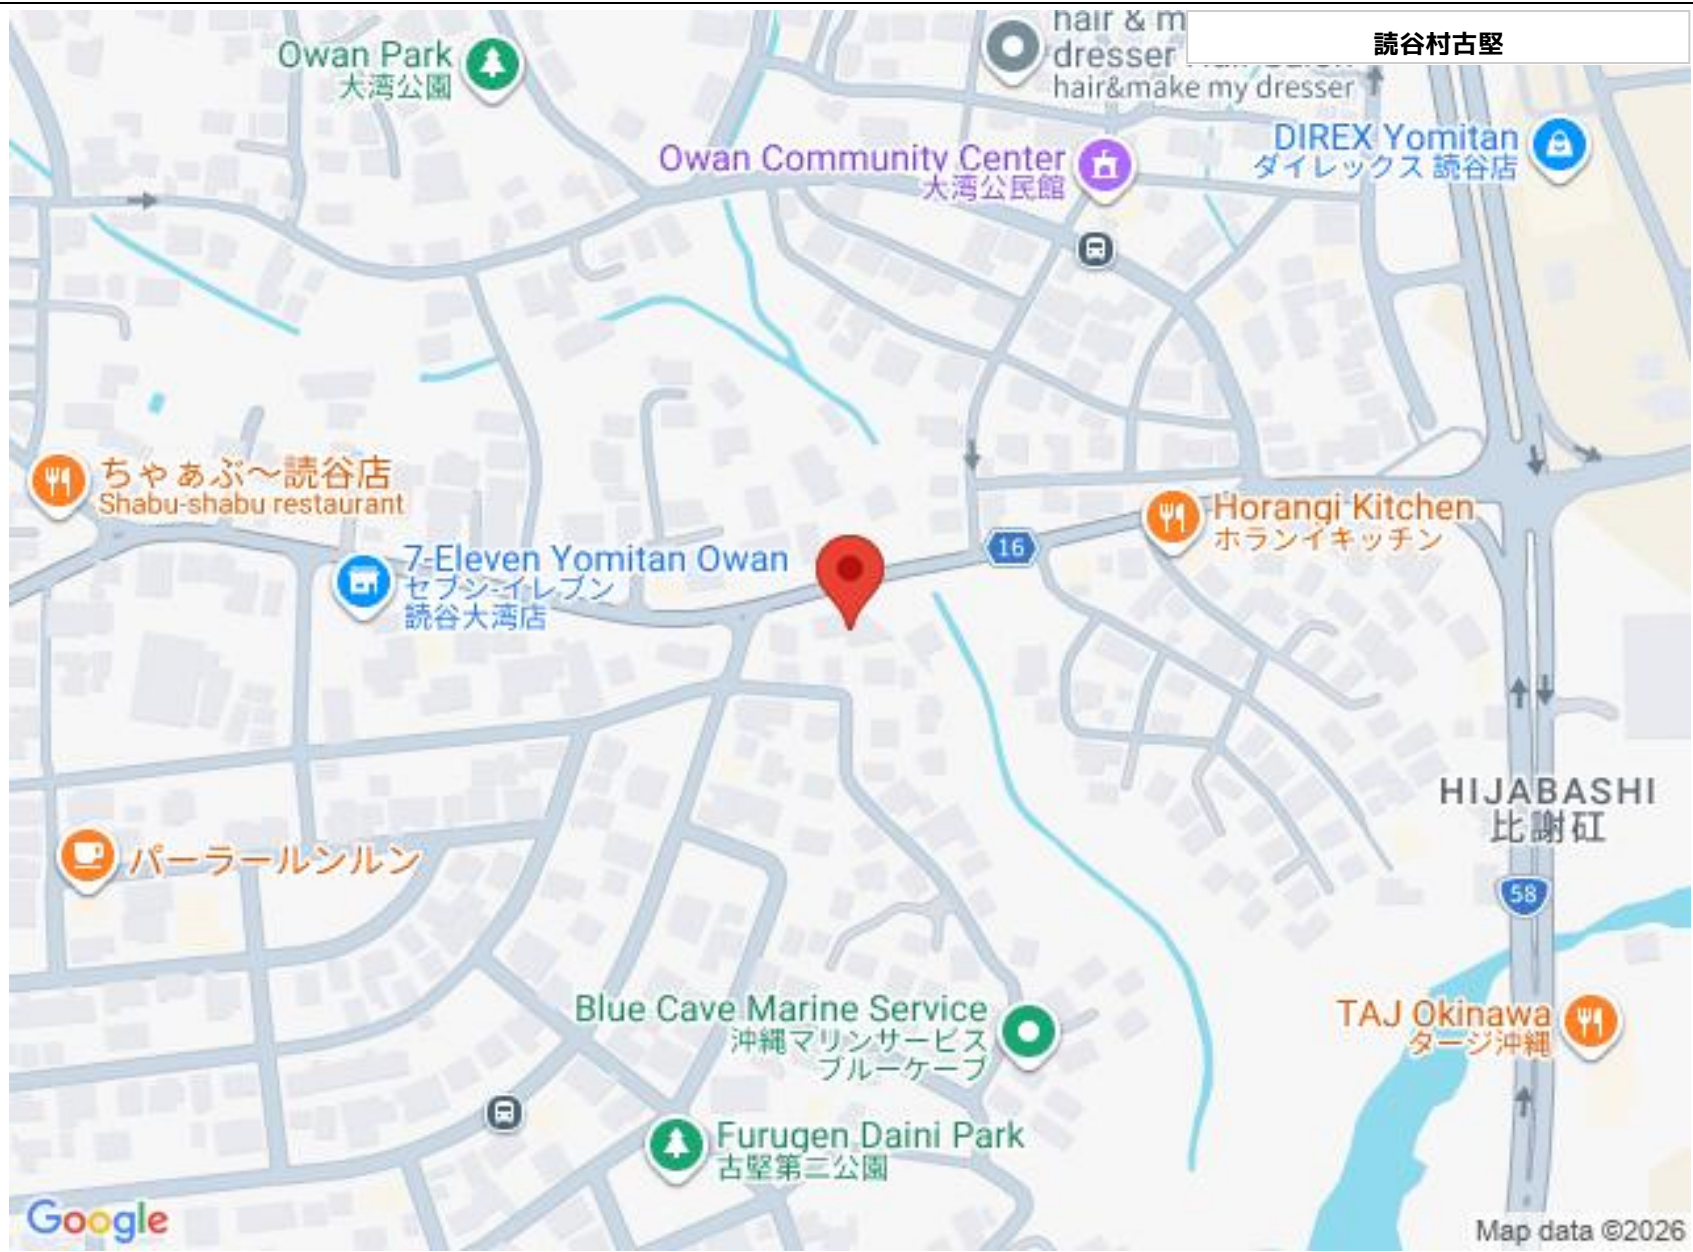 読谷村古堅
hair & m
dresser
hair&make my dresser
Owan Park
大湾公園
DIREX Yomitan
ダイレックス 読谷店
Owan Community Center
大湾公民館
ちゃぁぶ～読谷店
Shabu-shabu restaurant
Horangi Kitchen
ホランイキッチン
16
7-Eleven Yomitan Owan
セブン-イレブン
読谷大湾店
HIJABASHI
比謝矼
パーラールンルン
58
Blue Cave Marine Service
沖縄マリンサービス
ブルーケーブ
TAJ Okinawa
タージ沖縄
Furugen Daini Park
古堅第二公園
Google
Map data ©2026